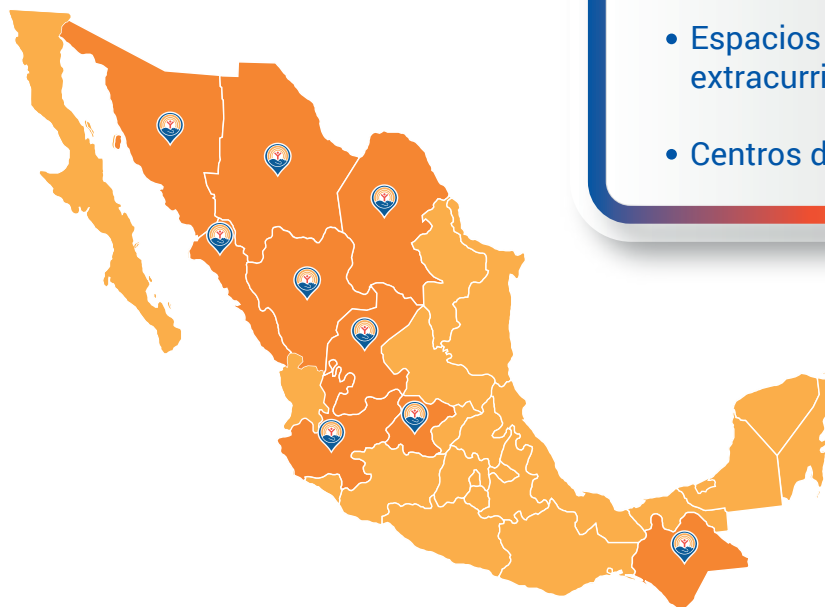 • Espacios
extracurri
• Centros d